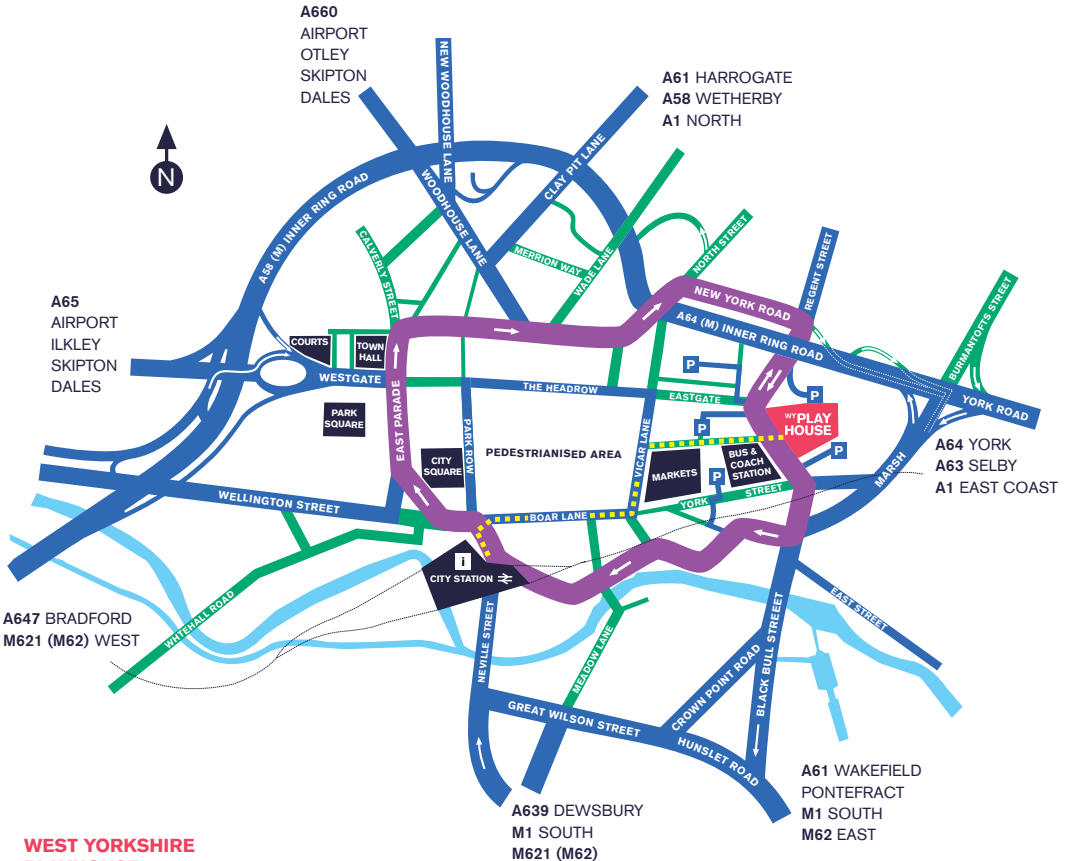 A660
AIRPORT
OTLEY
SKIPTON
DALES
NEW WOODHOUSE LANE
A61 HARROGATE
A58 WETHERBY
A1 NORTH
N
A58 (M) INNER RING ROAD
WOODHOUSE LANE
CLAY PIT LANE
CALVERLY STREET
MERRION WAY
WADE LANE
NORTH STREET
REGENT STREET
BURMANTOFTS STREET
A65
AIRPORT
ILKLEY
SKIPTON
DALES
NEW YORK ROAD
A64 (M) INNER RING ROAD
COURTS
TOWN
HALL
WESTGATE
THE HEADROW
EASTGATE
P
P
P
P
P
YORK ROAD
PARK
SQUARE
EAST PARADE
PARK ROW
CITY
SQUARE
PEDESTRIANISED AREA
VICAR LANE
MARKETS
BUS &
COACH
STATION
WY PLAY
HOUSE
MARSH
A64 YORK
A63 SELBY
A1 EAST COAST
WELLINGTON STREET
BOAR LANE
YORK STREET
i
CITY STATION
A647 BRADFORD
M621 (M62) WEST
WHTEHALL ROAD
NEVILLE STREET
MEADOW LANE
EAST STREET
BLACK BULL STREEET
CROWN POINT ROAD
GREAT WILSON STREET
HUNSLET ROAD
A61 WAKEFIELD
PONTEFRACT
M1 SOUTH
M62 EAST
A639 DEWSBURY
M1 SOUTH
M621 (M62)
WEST YORKSHIRE